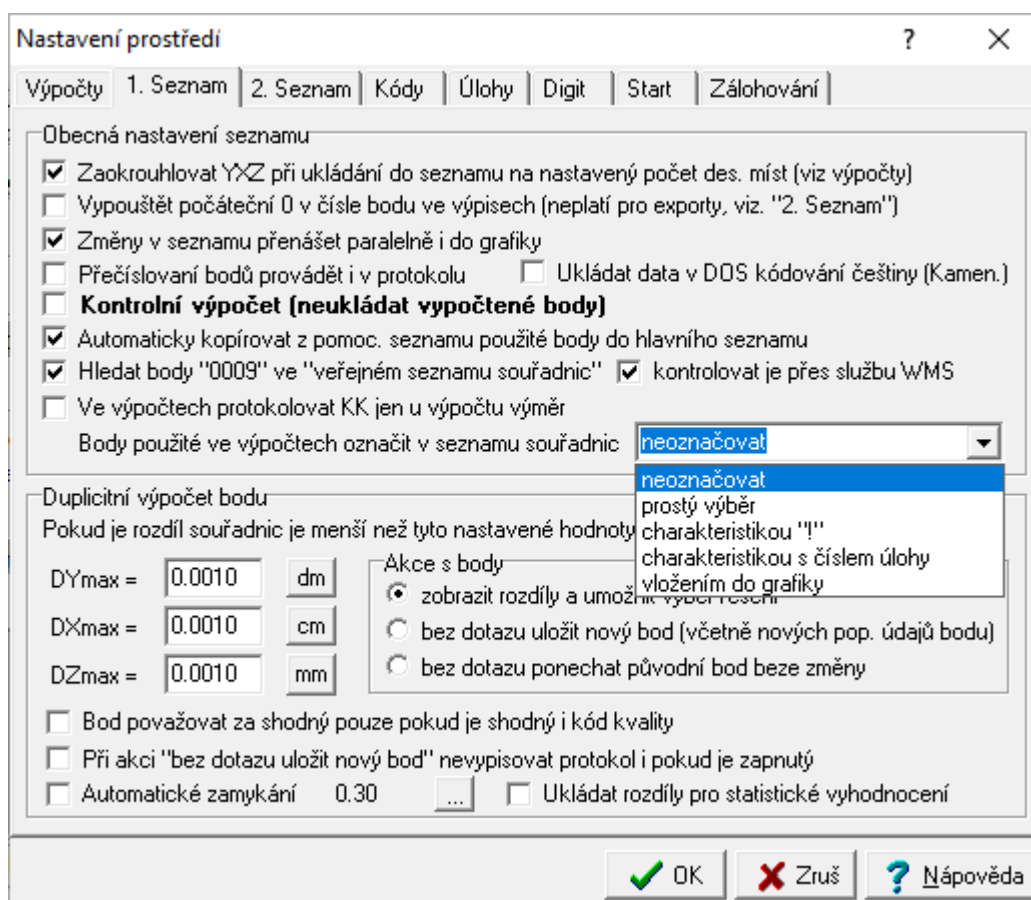 Nastavení prostředí
?
Výpočty
1. Seznam
2. Seznam
Kódy
Úlohy
Digit
Start
Zálohování
Obecná nastavení seznamu
Zaokrouhlovat YXZ při ukládání do seznamu na nastavený počet des. míst (viz výpočty)
Vypouštět počáteční 0 v čísle bodu ve výpisech (neplatí pro exporty, viz. "2. Seznam")
Změny v seznamu přenášet paralelně i do grafiky
Přečíslovaní bodů provádět i v protokolu
Ukládat data v DOS kódování češtiny (Kamen.)
Kontrolní výpočet (neukládat vypočtené body)
Automaticky kopírovat z pomoc. seznamu použité body do hlavního seznamu
Hledat body "0009" ve "veřejném seznamu souřadnic"
kontrolovat je přes službu WMS
Ve výpočtech protokolovat KK jen u výpočtu výměr
Body použité ve výpočtech označit v seznamu souřadnic
neoznačovat
neoznačovat
prostý výběr
charakteristikou "!"
charakteristikou s číslem úlohy
vložením do grafiky
Duplicitní výpočet bodu
Pokud je rozdíl souřadnic je menší než tyto nastavené hodnoty
DYmax =
0.0010
dm
DXmax =
0.0010
cm
DZmax =
0.0010
mm
Akce s body
zobrazit rozdíly a umožnit výběr řešení
bez dotazu uložit nový bod (včetně nových pop. údajů bodu)
bez dotazu ponechat původní bod beze změny
Bod považovat za shodný pouze pokud je shodný i kód kvality
Při akci "bez dotazu uložit nový bod" nevypisovat protokol i pokud je zapnutý
Automatické zamykání
0.30
...
Ukládat rozdíly pro statistické vyhodnocení
OK
Zruš
Nápověda